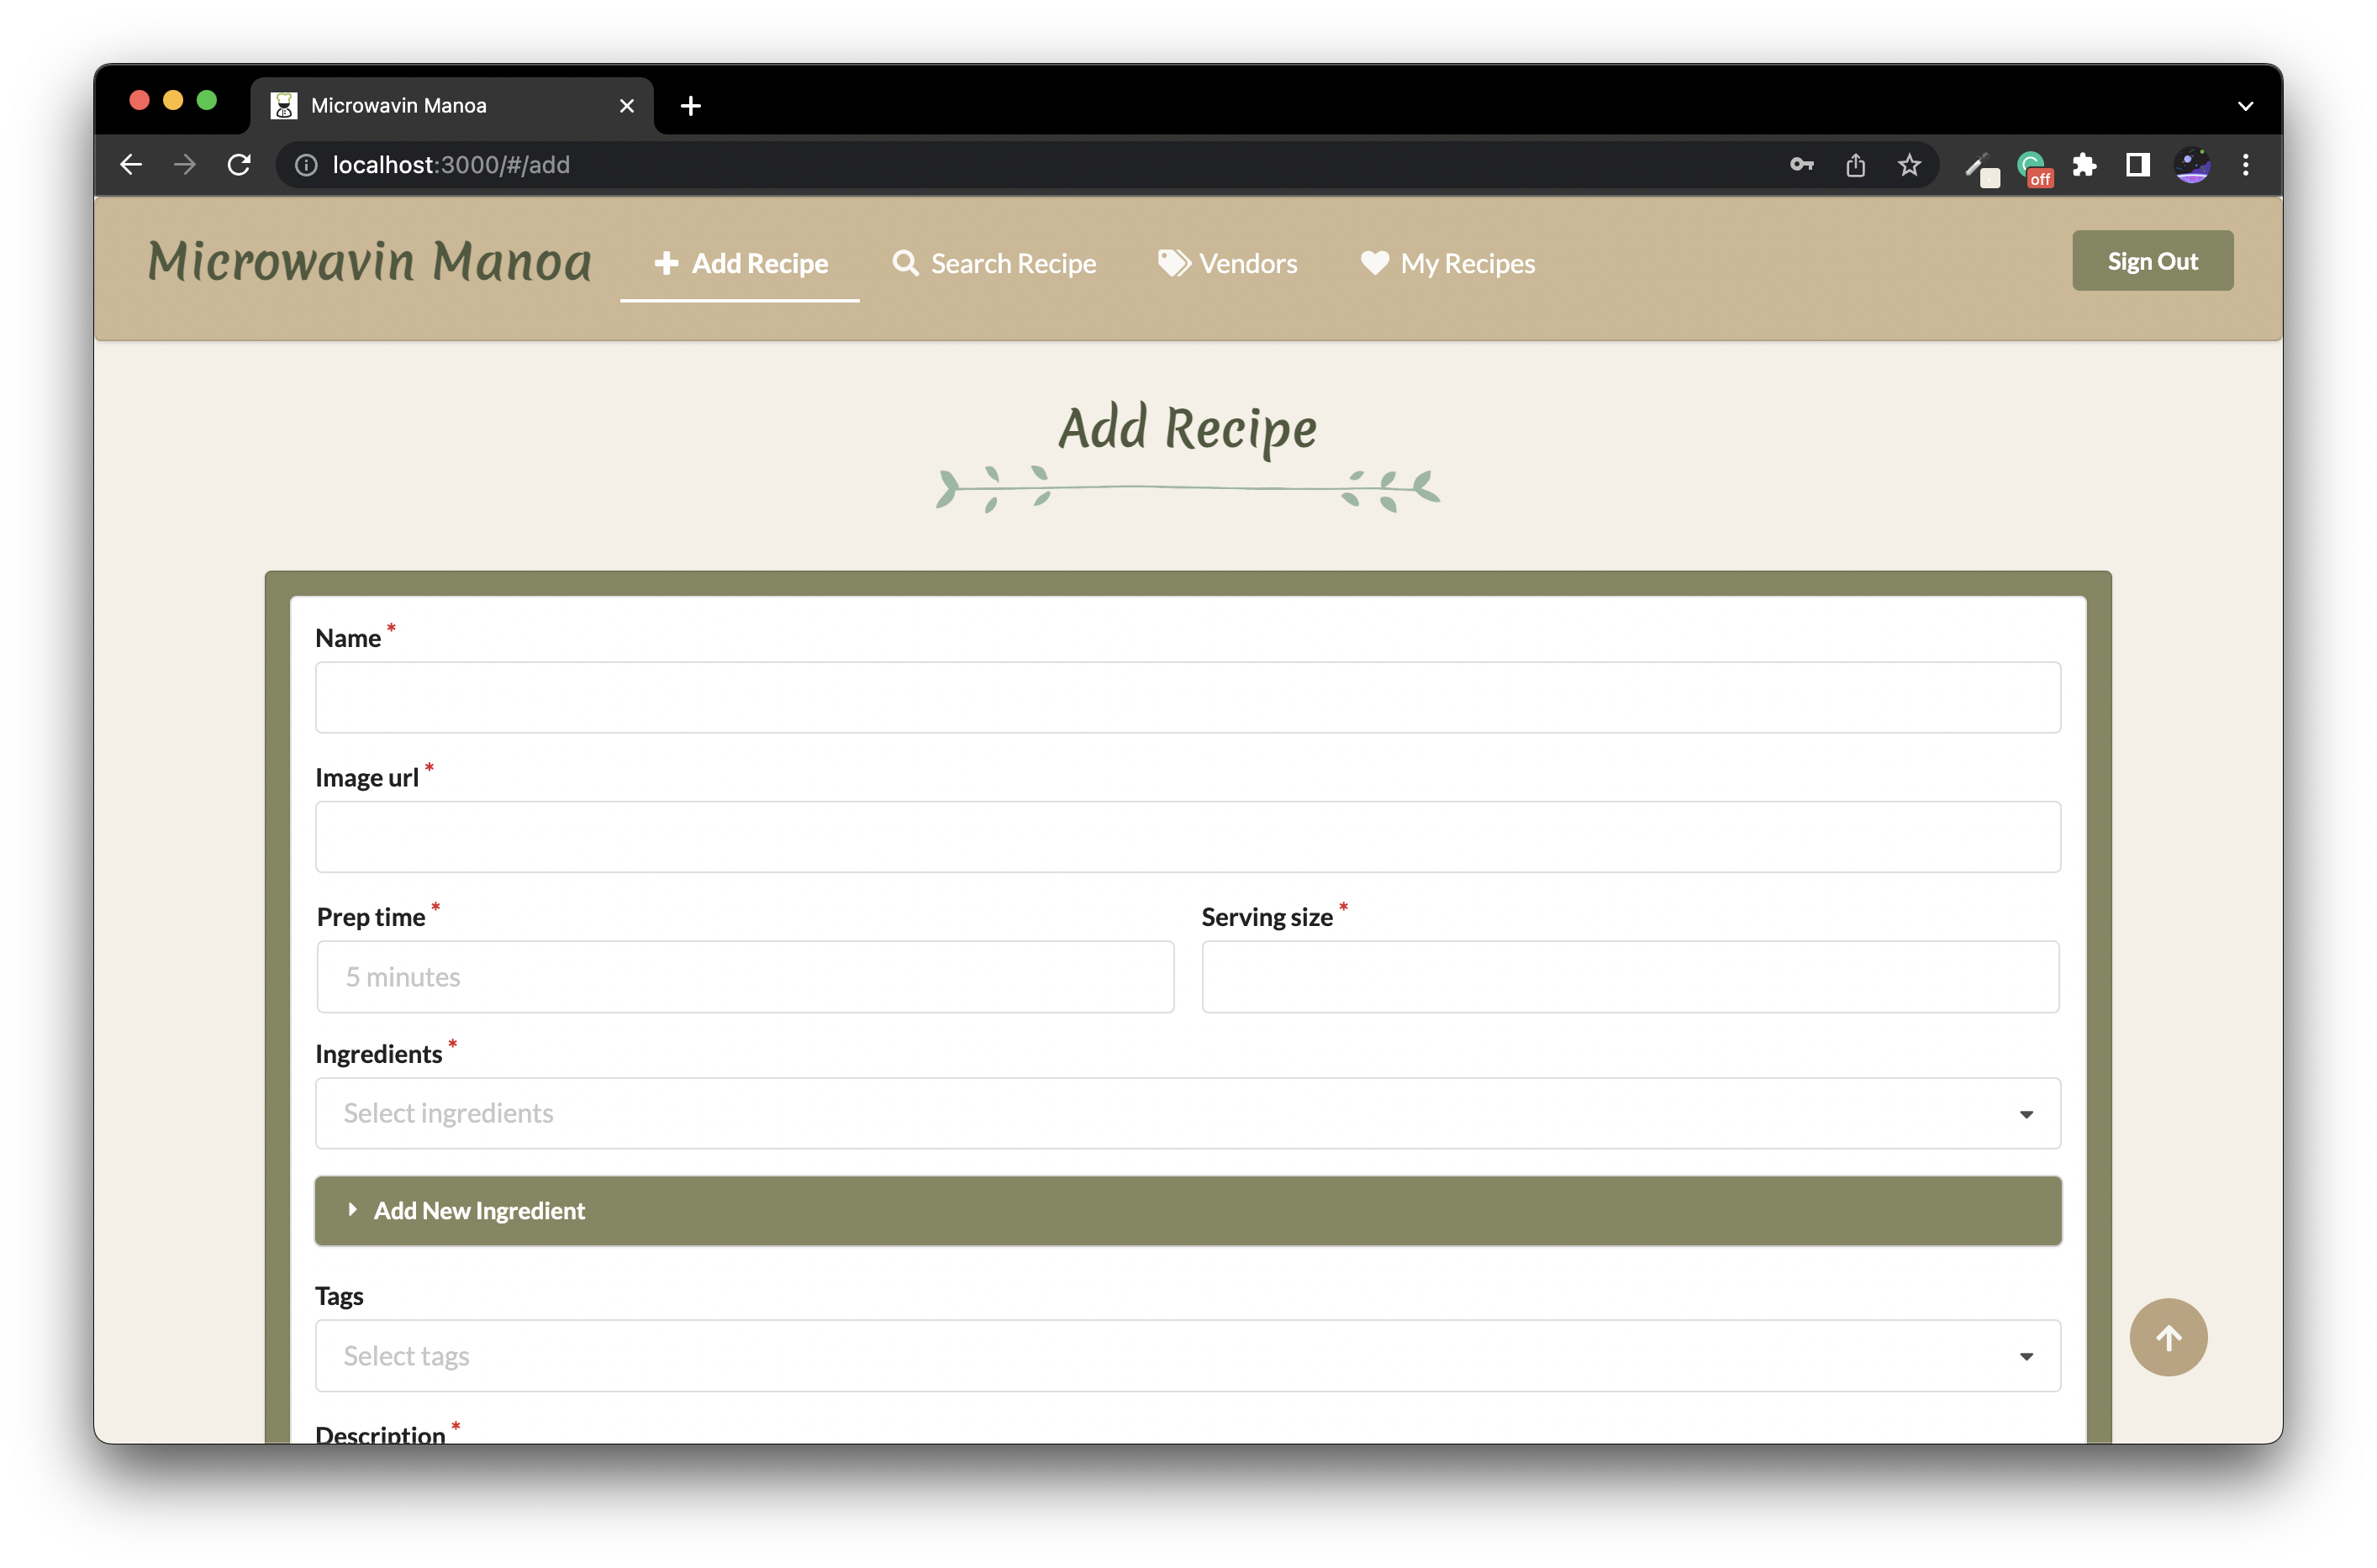 Microwavin Manoa
localhost:3000/#/add
off
Microwavin Manoa Add Recipe Search Recipe Vendors My Recipes Sign Out
Add Recipe
Name *
Image url *
Prep time * Serving size *
5 minutes
Ingredients *
Select ingredients
Add New Ingredient
Tags
Select tags
Description *